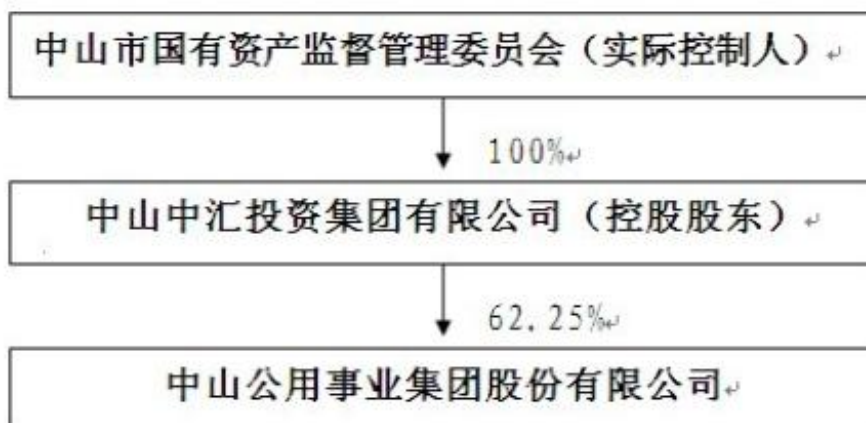 中山市国有资产监督管理委员会（实际控制人）
100%
中山中汇投资集团有限公司（控股股东）
62.25%
中山公用事业集团股份有限公司